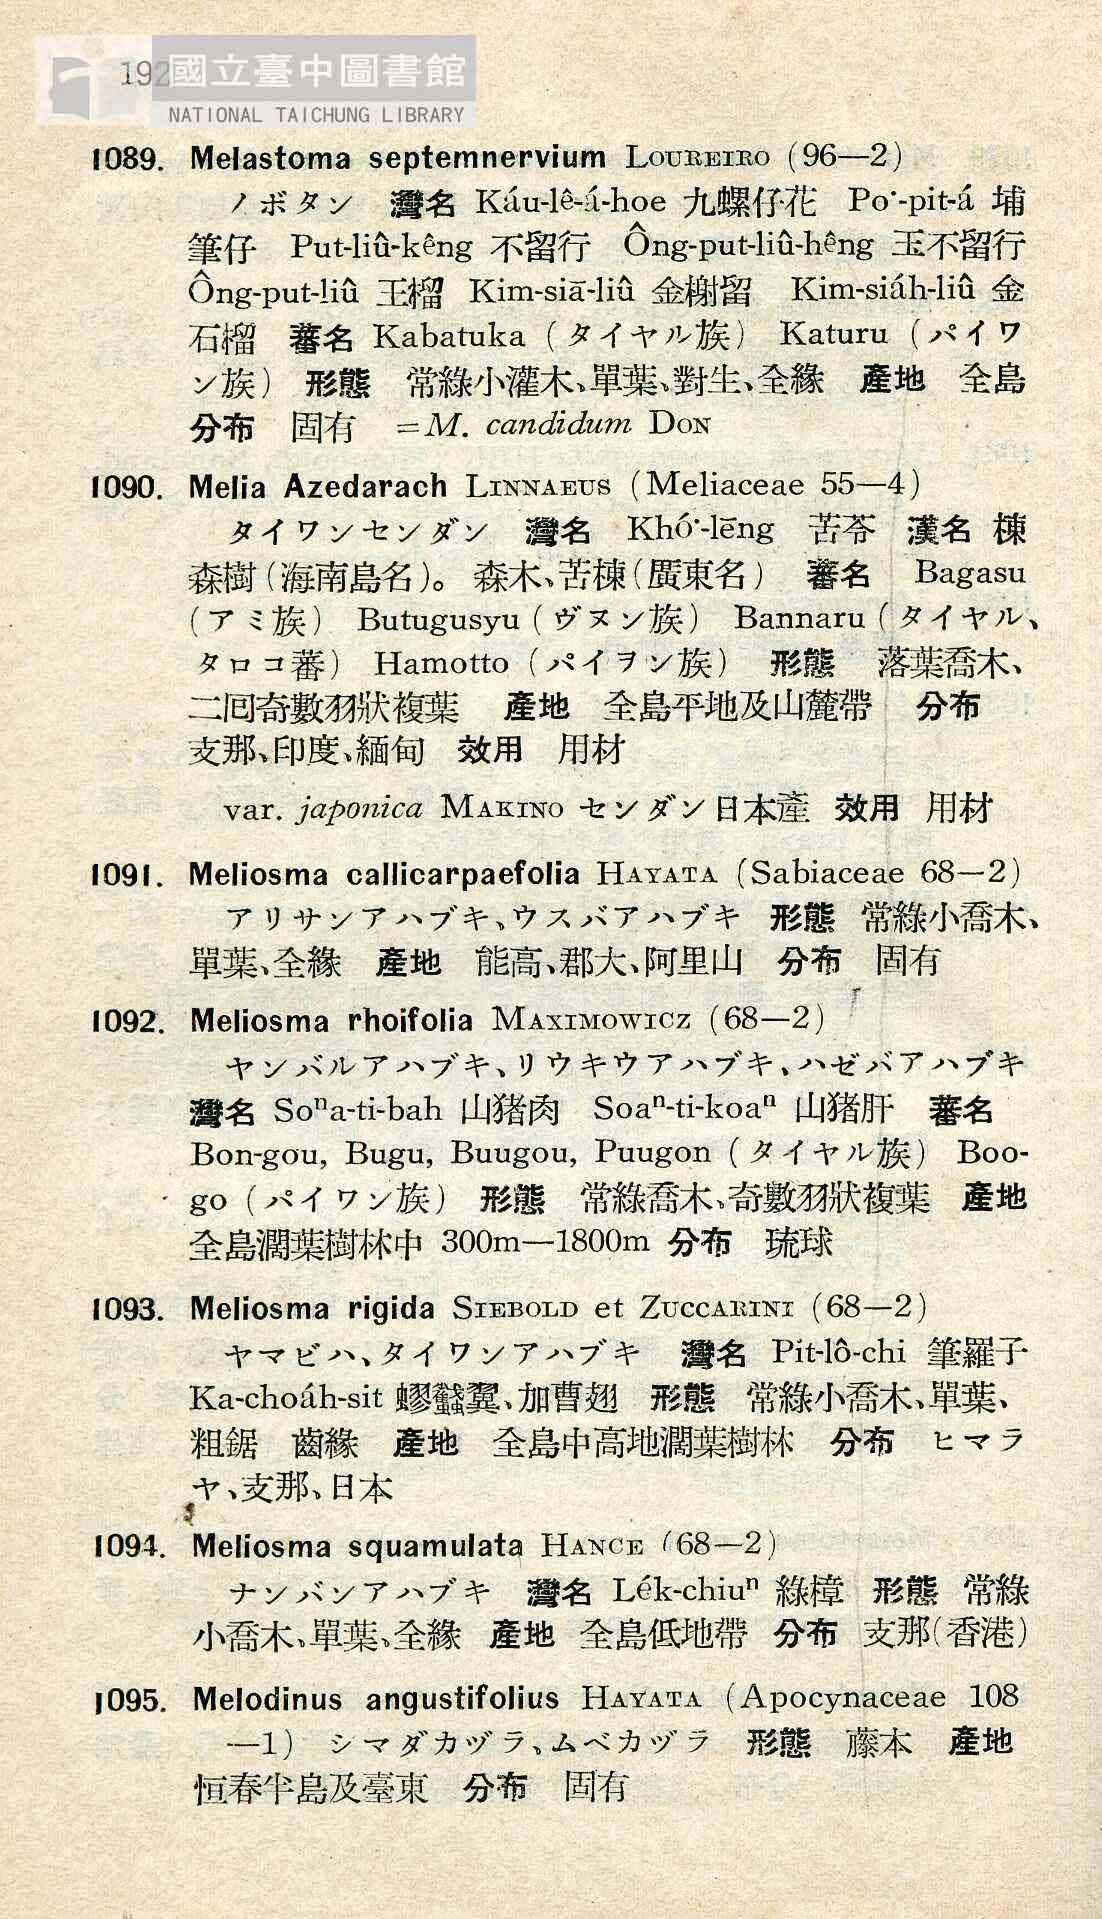 192
國立臺中圖書館
NATIONAL TAICHUNG LIBRARY
1089. Melastoma septemnervium LOUREIRO (96—2)
ノボタン 灣名 Káu-lê-á-hoe 九螺仔花 Po͘-pit-á 埔
筆仔 Put-liû-kêng 不留行 Ông-put-liû-hêng 玉不留行
Ông-put-liû 王榴 Kim-siā-liû 金榭留 Kim-siáh-liû 金
石榴 蕃名 Kabatuka (タイヤル族) Katuru (パイワ
ン族) 形態 常綠小灌木、單葉、對生、全緣 產地 全島
分布 固有 =M. candidum DON
1090. Melia Azedarach LINNAEUS (Meliaceae 55—4)
タイワンセンダン 灣名 Khó͘-lēng 苦苓 漢名 楝
森樹(海南島名)。 森木、苦楝(廣東名) 蕃名 Bagasu
(アミ族) Butugusyu (ヴヌン族) Bannaru (タイヤル、
タロコ蕃) Hamotto (パイヲン族) 形態 落葉喬木、
二囘奇數羽狀複葉 產地 全島平地及山麓帶 分布
支那、印度、緬甸 效用 用材
var. japonica MAKINO センダン日本產 效用 用材
1091. Meliosma callicarpaefolia HAYATA (Sabiaceae 68—2)
アリサンアハブキ、ウスバアハブキ 形態 常綠小喬木、
單葉、全緣 產地 能高、郡大、阿里山 分布 固有
1092. Meliosma rhoifolia MAXIMOWICZ (68—2)
ヤンバルアハブキ、リウキウアハブキ、ハゼバアハブキ
灣名 Soⁿa-ti-bah 山猪肉 Soaⁿ-ti-koaⁿ 山猪肝 蕃名
Bon-gou, Bugu, Buugou, Puugon (タイヤル族) Boo-
go (パイワン族) 形態 常綠喬木、奇數羽狀複葉 產地
全島濶葉樹林中 300m—1800m 分布 琉球
1093. Meliosma rigida SIEBOLD et ZUCCARINI (68—2)
ヤマビハ、タイワンアハブキ 灣名 Pit-lô-chi 筆羅子
Ka-choáh-sit 蟉蠽翼、加曹翅 形態 常綠小喬木、單葉、
粗鋸 齒緣 產地 全島中高地濶葉樹林 分布 ヒマラ
ヤ、支那、日本
1094. Meliosma squamulata HANCE (68—2)
ナンバンアハブキ 灣名 Lék-chiuⁿ 綠樟 形態 常綠
小喬木、單葉、全緣 產地 全島低地帶 分布 支那(香港)
1095. Melodinus angustifolius HAYATA (Apocynaceae 108
—1) シマダカヅラ、ムベカヅラ 形態 藤本 產地
恒春半島及臺東 分布 固有